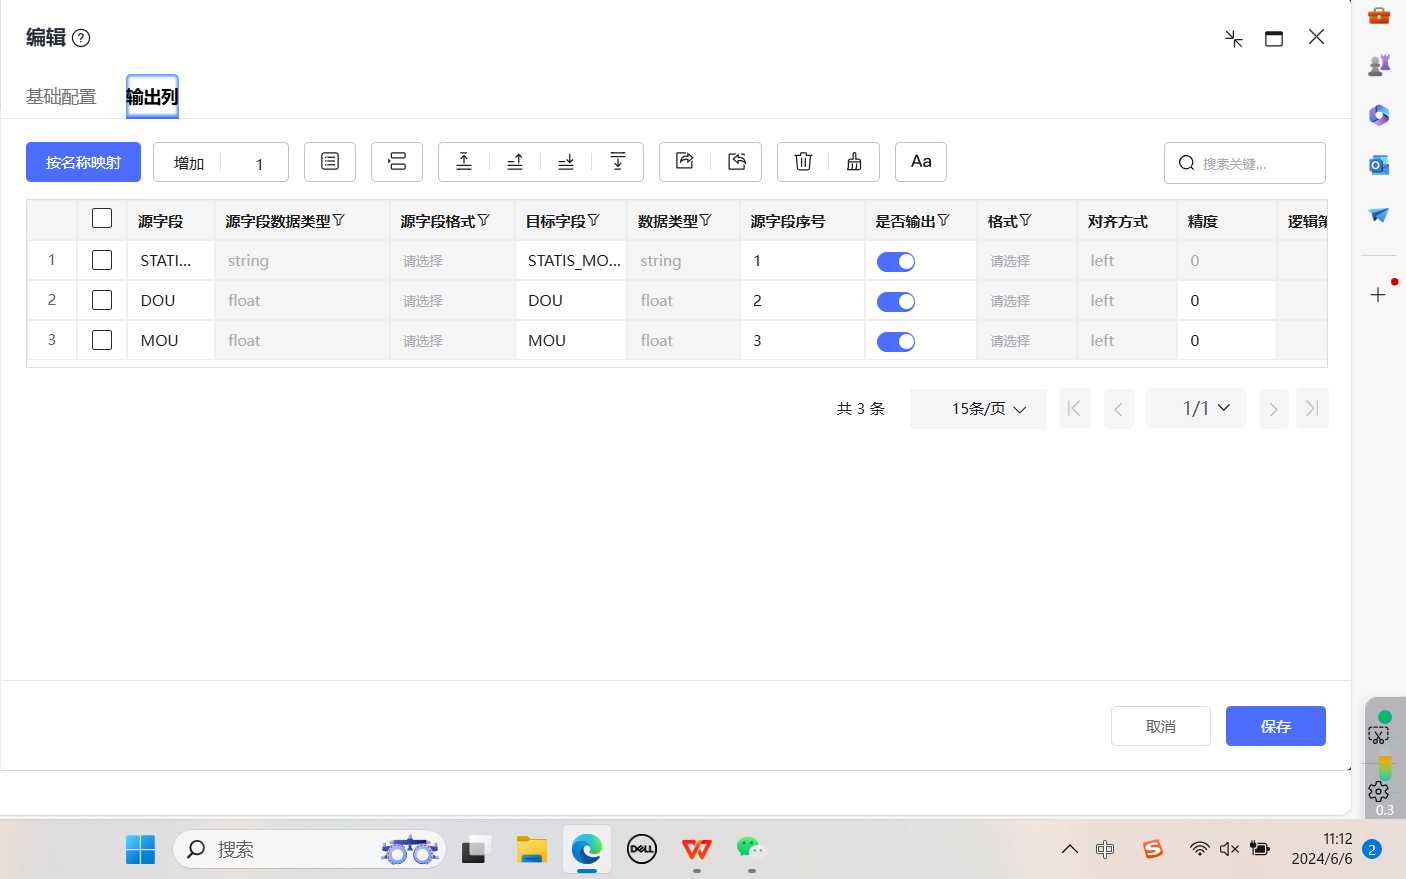 编辑
基础配置 输出列
按名称映射 增加 1 Aa 搜索关键...
源字段 源字段数据类型 源字段格式 目标字段 数据类型 源字段序号 是否输出 格式 对齐方式 精度
1 STATI... string 请选择 STATIS_MO... string 1 请选择 left 0
2 DOU float 请选择 DOU float 2 请选择 left 0
3 MOU float 请选择 MOU float 3 请选择 left 0
共 3 条 15条/页 1/1
取消 保存
0.3
搜索 DELL 中 11:12
2024/6/6 2